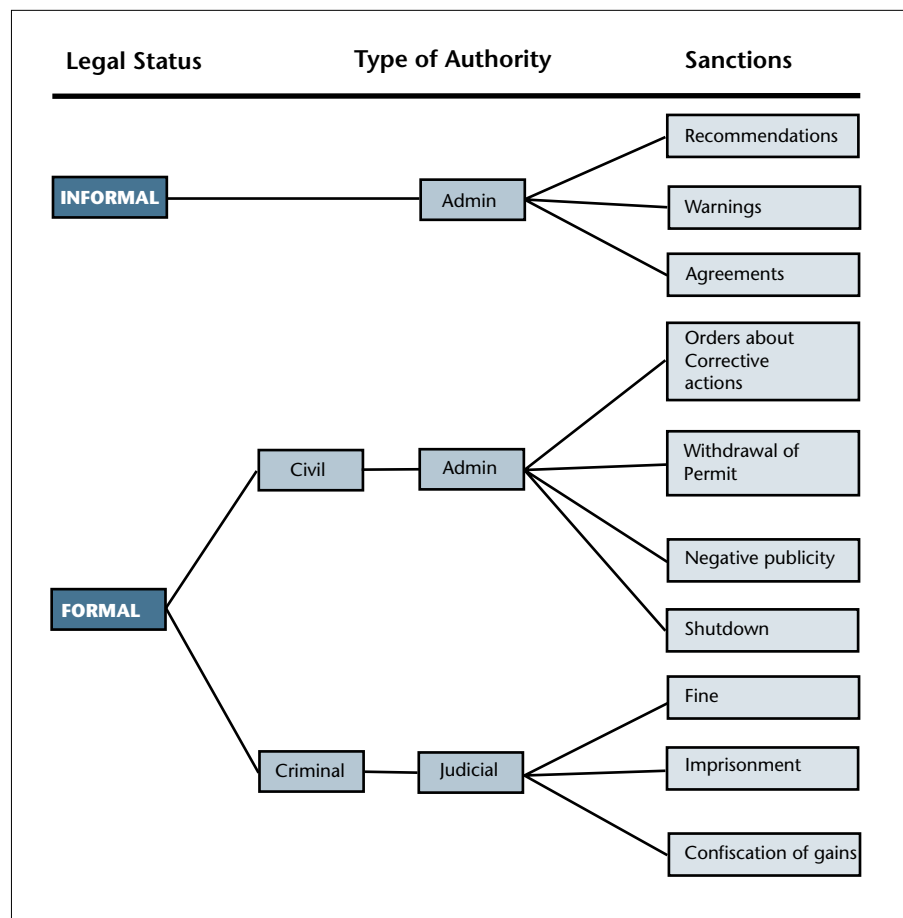 Legal Status
Type of Authority
Sanctions
INFORMAL
Admin
Recommendations
Warnings
Agreements
FORMAL
Civil
Admin
Orders about
Corrective
actions
Withdrawal of
Permit
Negative publicity
Shutdown
Criminal
Judicial
Fine
Imprisonment
Confiscation of gains